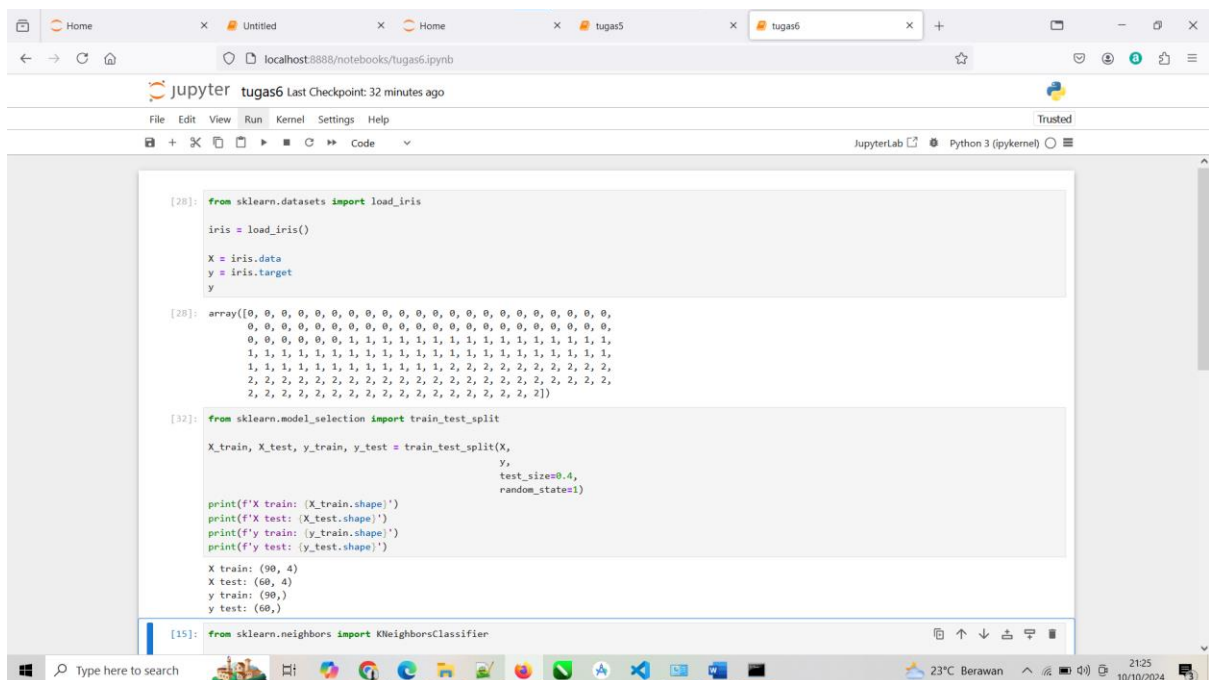 Home
Untitled
Home
tugas5
tugas6
localhost:8888/notebooks/tugas6.ipynb
jupyter tugas6 Last Checkpoint: 32 minutes ago
File Edit View Run Kernel Settings Help
Trusted
Code
JupyterLab
Python 3 (ipykernel)
[28]: from sklearn.datasets import load_iris
iris = load_iris()
X = iris.data
y = iris.target
y
[28]: array([0, 0, 0, 0, 0, 0, 0, 0, 0, 0, 0, 0, 0, 0, 0, 0, 0, 0, 0, 0, 0, 0,
0, 0, 0, 0, 0, 0, 0, 0, 0, 0, 0, 0, 0, 0, 0, 0, 0, 0, 0, 0, 0, 0,
0, 0, 0, 0, 0, 0, 1, 1, 1, 1, 1, 1, 1, 1, 1, 1, 1, 1, 1, 1, 1, 1,
1, 1, 1, 1, 1, 1, 1, 1, 1, 1, 1, 1, 1, 1, 1, 1, 1, 1, 1, 1, 1, 1,
1, 1, 1, 1, 1, 1, 1, 1, 1, 1, 1, 1, 2, 2, 2, 2, 2, 2, 2, 2, 2, 2,
2, 2, 2, 2, 2, 2, 2, 2, 2, 2, 2, 2, 2, 2, 2, 2, 2, 2, 2, 2, 2, 2,
2, 2, 2, 2, 2, 2, 2, 2, 2, 2, 2, 2, 2, 2, 2, 2, 2, 2])
[32]: from sklearn.model_selection import train_test_split
X_train, X_test, y_train, y_test = train_test_split(X,
y,
test_size=0.4,
random_state=1)
print(f'X train: {X_train.shape}')
print(f'X test: {X_test.shape}')
print(f'y train: {y_train.shape}')
print(f'y test: {y_test.shape}')
X train: (90, 4)
X test: (60, 4)
y train: (90,)
y test: (60,)
[15]: from sklearn.neighbors import KNeighborsClassifier
Type here to search
23°C Berawan
21:25
10/10/2024